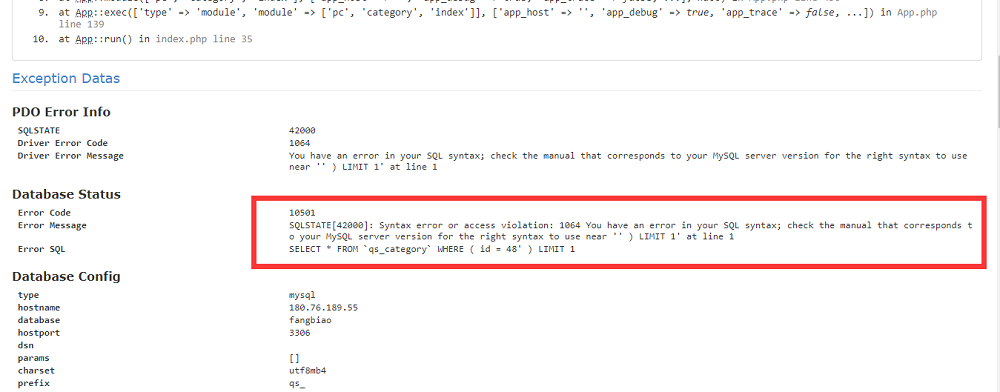 9. at App::exec(['type' => 'module', 'module' => ['pc', 'category', 'index']], ['app_host' => '', 'app_debug' => true, 'app_trace' => false, ...]) in App.php
line 139
10. at App::run() in index.php line 35
Exception Datas
PDO Error Info
SQLSTATE 42000
Driver Error Code 1064
Driver Error Message You have an error in your SQL syntax; check the manual that corresponds to your MySQL server version for the right syntax to use
near '' ) LIMIT 1' at line 1
Database Status
Error Code 10501
Error Message SQLSTATE[42000]: Syntax error or access violation: 1064 You have an error in your SQL syntax; check the manual that corresponds t
o your MySQL server version for the right syntax to use near '' ) LIMIT 1' at line 1
Error SQL SELECT * FROM `qs_category` WHERE ( id = 48' ) LIMIT 1
Database Config
type mysql
hostname 180.76.189.55
database fangbiao
hostport 3306
dsn
params []
charset utf8mb4
prefix qs_